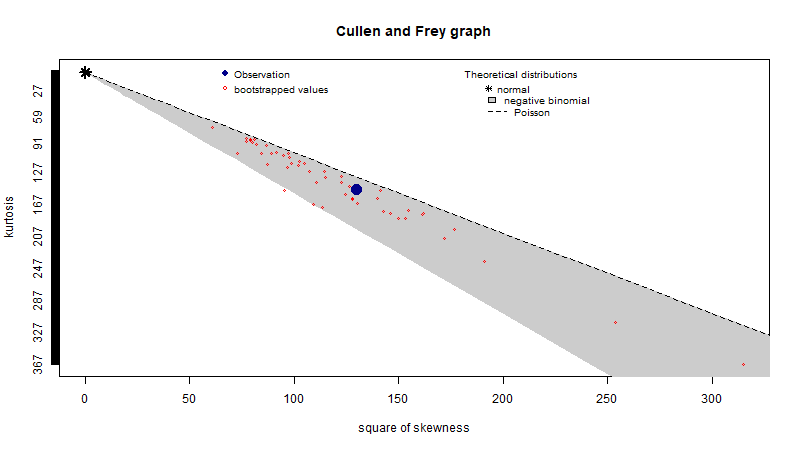 Cullen and Frey graph
Observation
bootstrapped values
Theoretical distributions
normal
negative binomial
Poisson
kurtosis
27
59
91
127
167
207
247
287
327
367
0
50
100
150
200
250
300
square of skewness